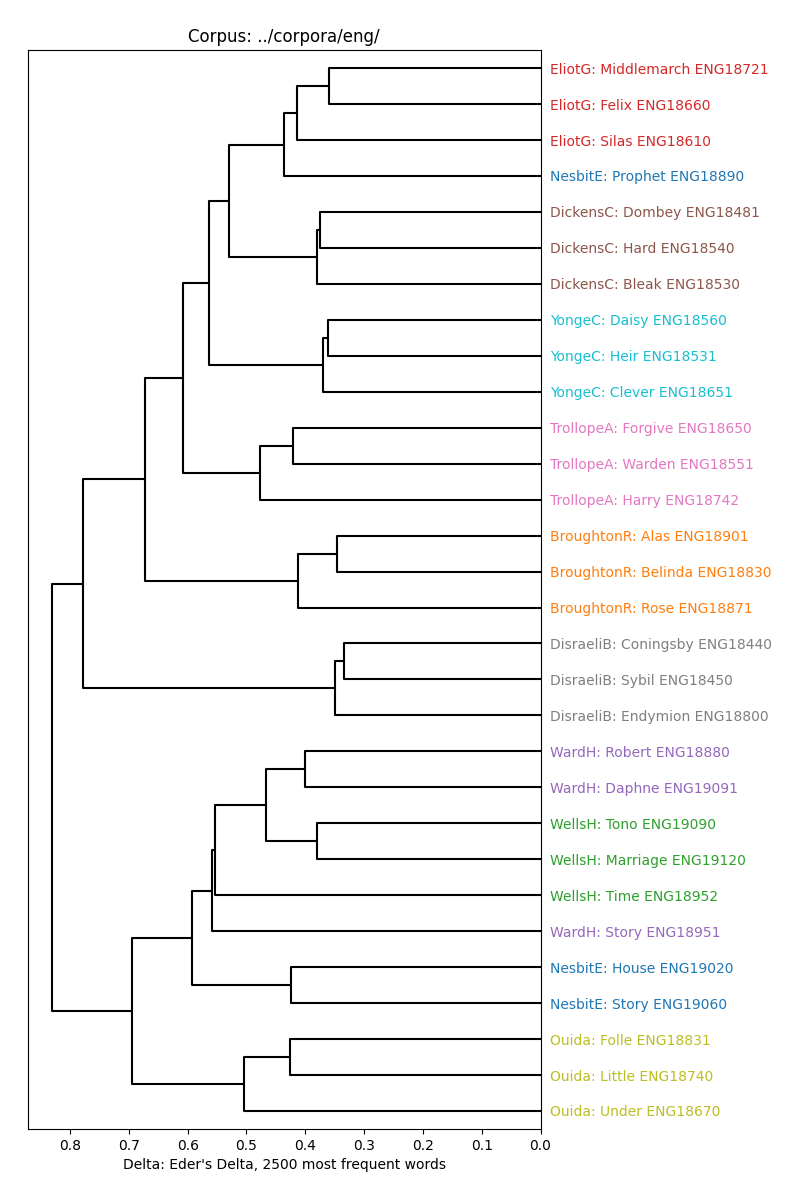 Corpus: ../corpora/eng/
EliotG: Middlemarch ENG18721
EliotG: Felix ENG18660
EliotG: Silas ENG18610
NesbitE: Prophet ENG18890
DickensC: Dombey ENG18481
DickensC: Hard ENG18540
DickensC: Bleak ENG18530
YongeC: Daisy ENG18560
YongeC: Heir ENG18531
YongeC: Clever ENG18651
TrollopeA: Forgive ENG18650
TrollopeA: Warden ENG18551
TrollopeA: Harry ENG18742
BroughtonR: Alas ENG18901
BroughtonR: Belinda ENG18830
BroughtonR: Rose ENG18871
DisraeliB: Coningsby ENG18440
DisraeliB: Sybil ENG18450
DisraeliB: Endymion ENG18800
WardH: Robert ENG18880
WardH: Daphne ENG19091
WellsH: Tono ENG19090
WellsH: Marriage ENG19120
WellsH: Time ENG18952
WardH: Story ENG18951
NesbitE: House ENG19020
NesbitE: Story ENG19060
Ouida: Folle ENG18831
Ouida: Little ENG18740
Ouida: Under ENG18670
0.8 0.7 0.6 0.5 0.4 0.3 0.2 0.1 0.0
Delta: Eder's Delta, 2500 most frequent words